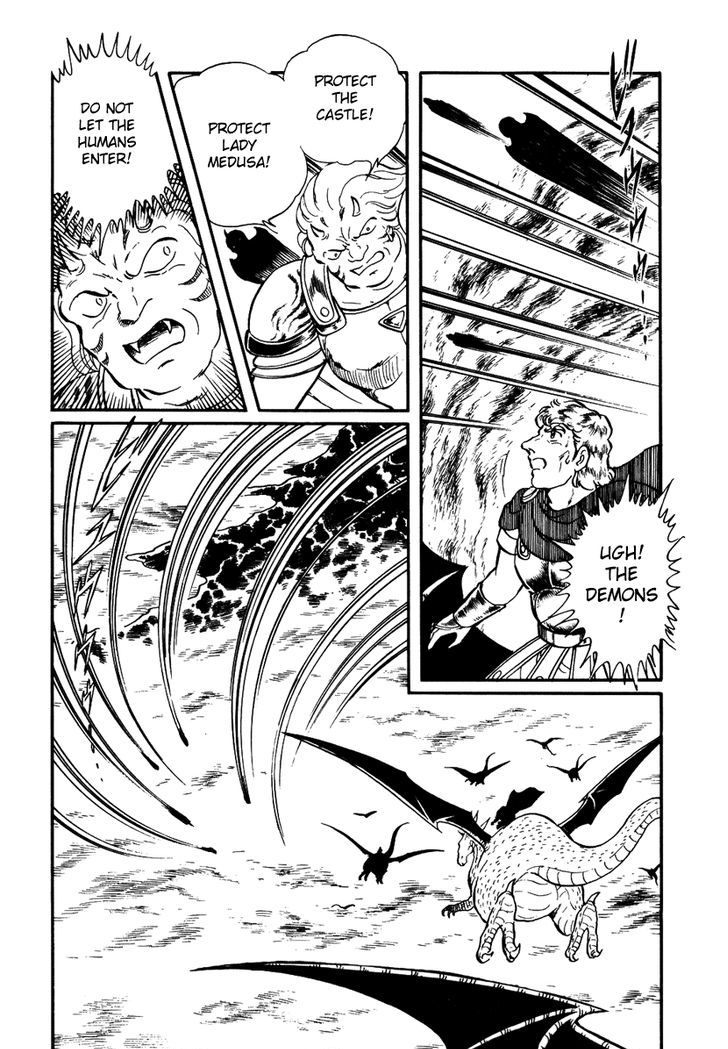 UGH!
THE
DEMONS
!
PROTECT
THE
CASTLE!
PROTECT
LADY
MEDUSA!
DO NOT
LET THE
HUMANS
ENTER!